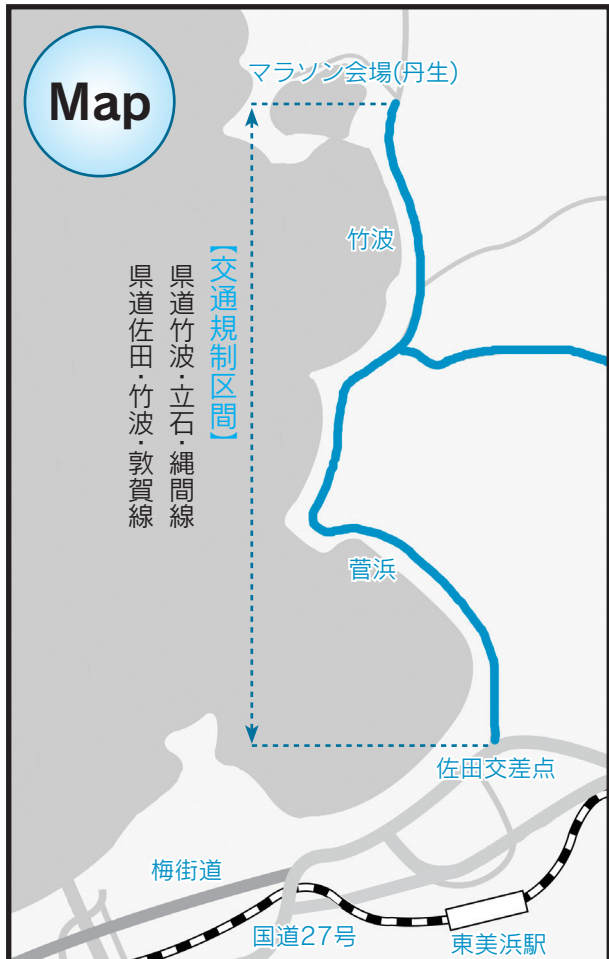 Map
マラソン会場(丹生)
竹波
【交通規制区間】
県道竹波・立石・縄間線
県道佐田・竹波・敦賀線
菅浜
佐田交差点
梅街道
国道27号
東美浜駅